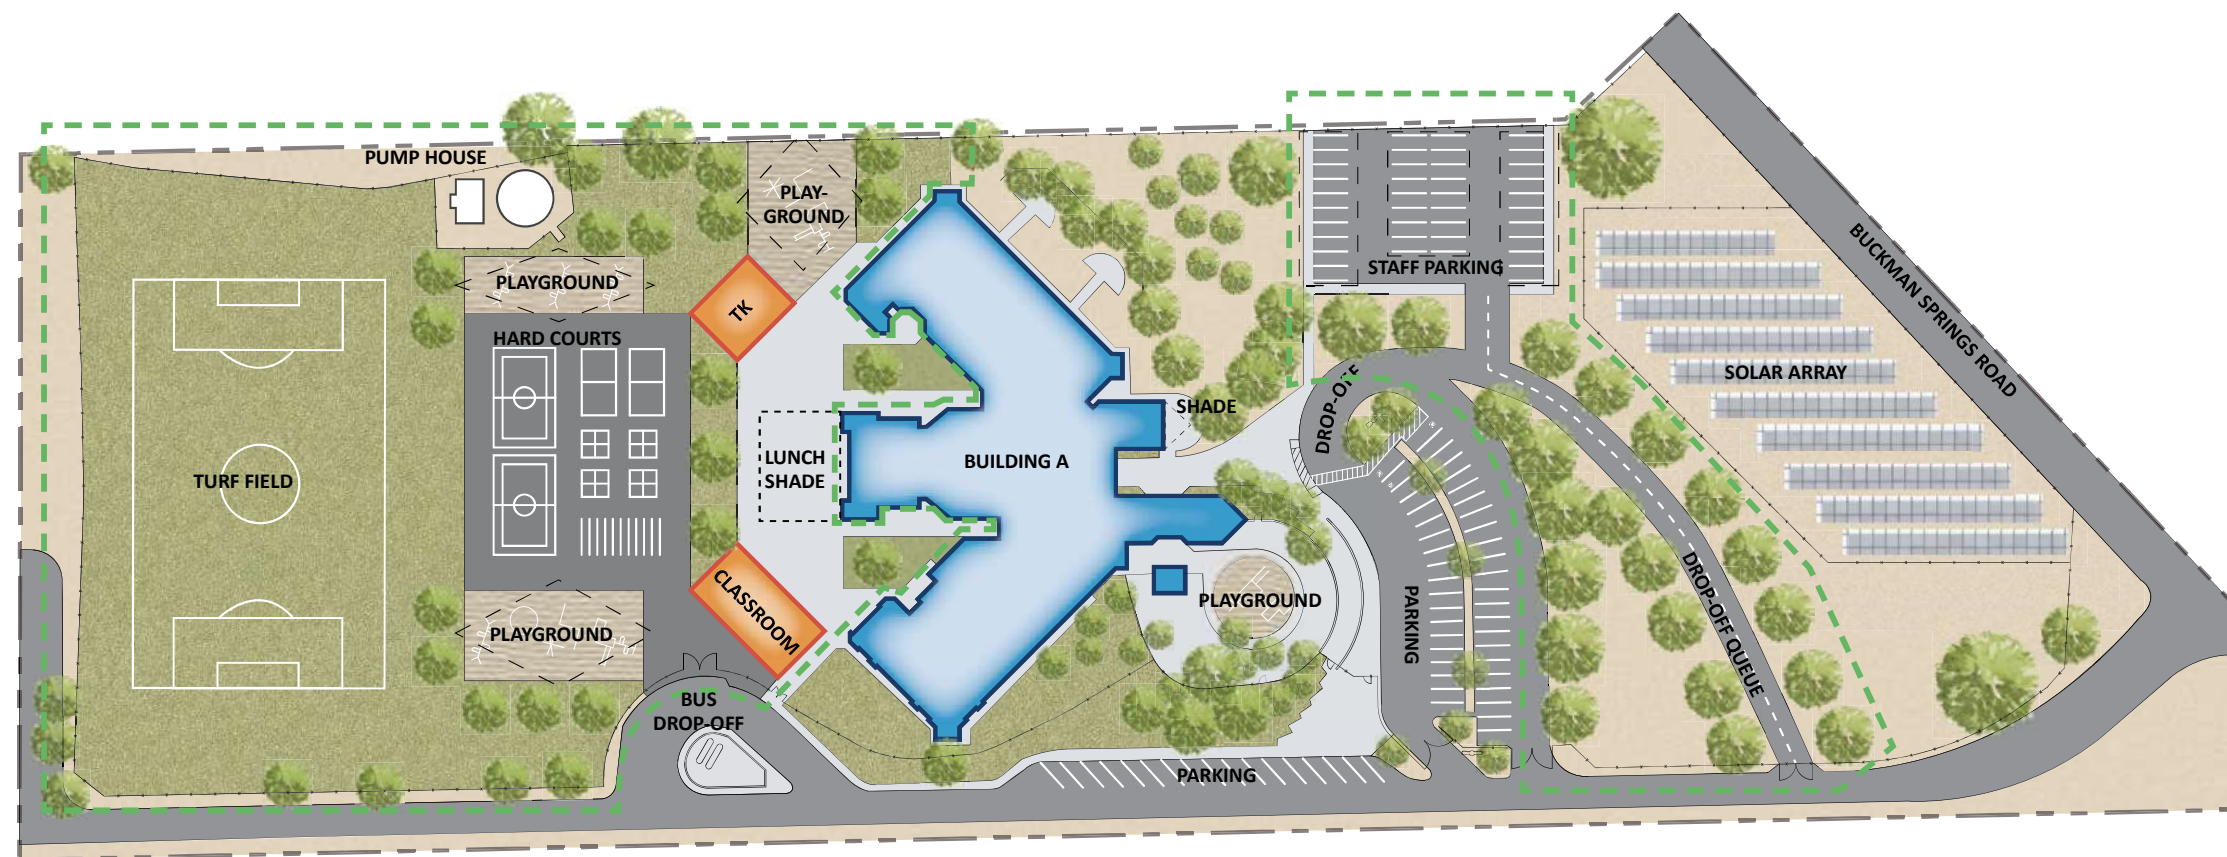 PUMP HOUSE
PLAY-
GROUND
PLAYGROUND
TK
HARD COURTS
STAFF PARKING
BUCKMAN SPRINGS ROAD
SOLAR ARRAY
DROP-OFF
SHADE
LUNCH
SHADE
BUILDING A
TURF FIELD
CLASSROOM
PLAYGROUND
PLAYGROUND
PARKING
DROP-OFF QUEUE
BUS
DROP-OFF
PARKING